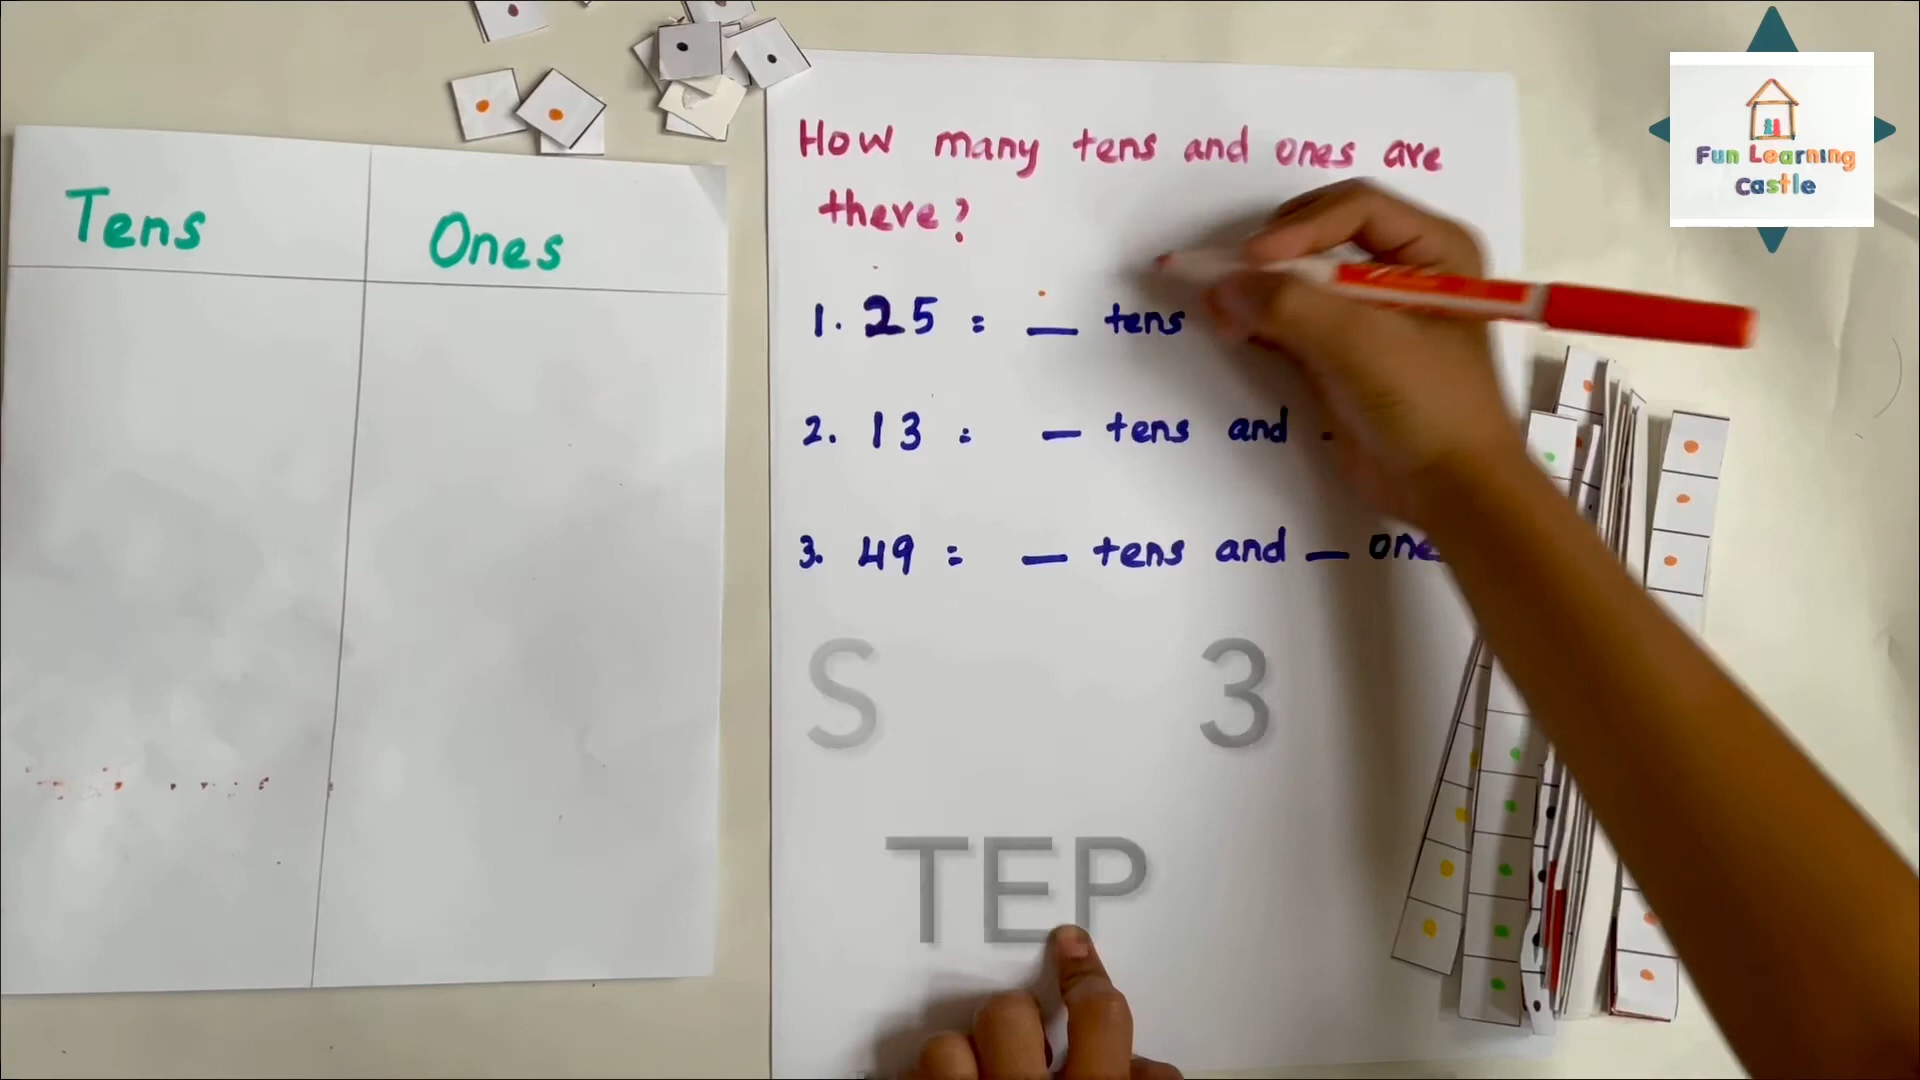 Tens
Ones
How many tens and ones are
there?
1. 25 = _ tens
2. 13 = _ tens and
3. 49 = _ tens and _ ones
S 3
TEP
Fun Learning
Castle